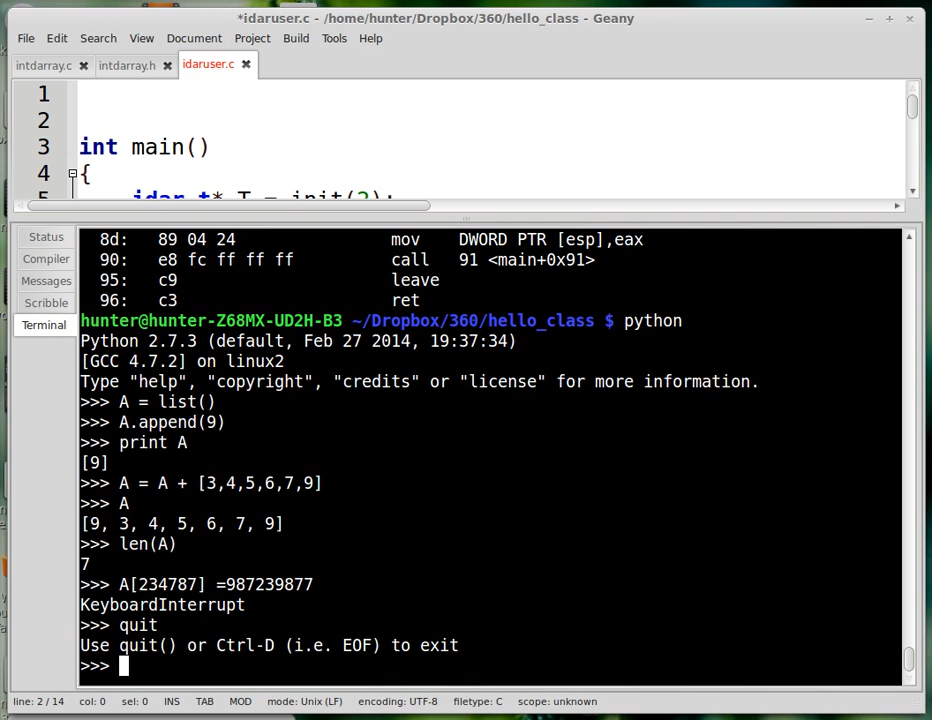 *idaruser.c - /home/hunter/Dropbox/360/hello_class - Geany
File Edit Search View Document Project Build Tools Help
intdarray.c intdarray.h idaruser.c
1
2
3 int main()
4 {
5 idar_t* T = init(2);
Status
Compiler
Messages
Scribble
Terminal
8d: 89 04 24 mov DWORD PTR [esp],eax
90: e8 fc ff ff ff call 91 <main+0x91>
95: c9 leave
96: c3 ret
hunter@hunter-Z68MX-UD2H-B3 ~/Dropbox/360/hello_class $ python
Python 2.7.3 (default, Feb 27 2014, 19:37:34)
[GCC 4.7.2] on linux2
Type "help", "copyright", "credits" or "license" for more information.
>>> A = list()
>>> A.append(9)
>>> print A
[9]
>>> A = A + [3,4,5,6,7,9]
>>> A
[9, 3, 4, 5, 6, 7, 9]
>>> len(A)
7
>>> A[234787] =987239877
KeyboardInterrupt
>>> quit
Use quit() or Ctrl-D (i.e. EOF) to exit
>>>
line: 2 / 14 col: 0 sel: 0 INS TAB MOD mode: Unix (LF) encoding: UTF-8 filetype: C scope: unknown